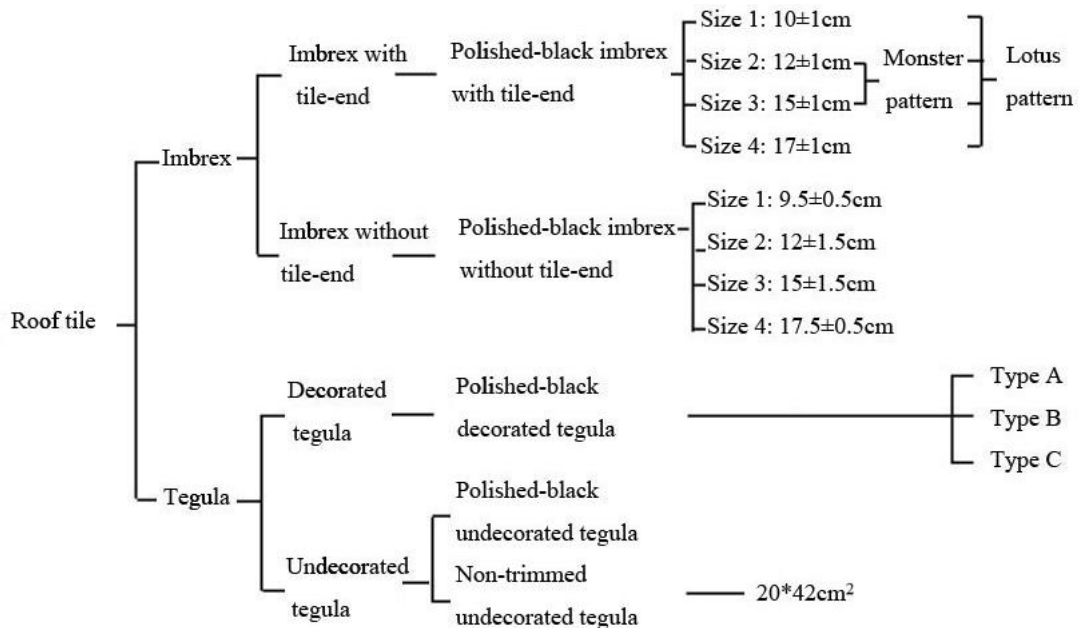 Roof tile
Imbrex
Imbrex with
tile-end
Polished-black imbrex
with tile-end
Size 1: 10±1cm
Size 2: 12±1cm
Size 3: 15±1cm
Size 4: 17±1cm
Monster
pattern
Lotus
pattern
Imbrex without
tile-end
Polished-black imbrex
without tile-end
Size 1: 9.5±0.5cm
Size 2: 12±1.5cm
Size 3: 15±1.5cm
Size 4: 17.5±0.5cm
Tegula
Decorated
tegula
Polished-black
decorated tegula
Type A
Type B
Type C
Undecorated
tegula
Polished-black
undecorated tegula
Non-trimmed
undecorated tegula
20*42cm²